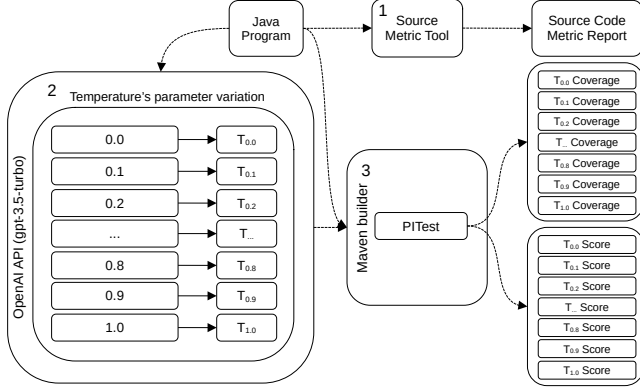 Java
Program
1
Source
Metric Tool
Source Code
Metric Report
2
Temperature's parameter variation
OpenAI API (gpt-3.5-turbo)
0.0
T0.0
0.1
T0.1
0.2
T0.2
...
T...
0.8
T0.8
0.9
T0.9
1.0
T1.0
3
Maven builder
PITest
T0.0 Coverage
T0.1 Coverage
T0.2 Coverage
T... Coverage
T0.8 Coverage
T0.9 Coverage
T1.0 Coverage
T0.0 Score
T0.1 Score
T0.2 Score
T... Score
T0.8 Score
T0.9 Score
T1.0 Score